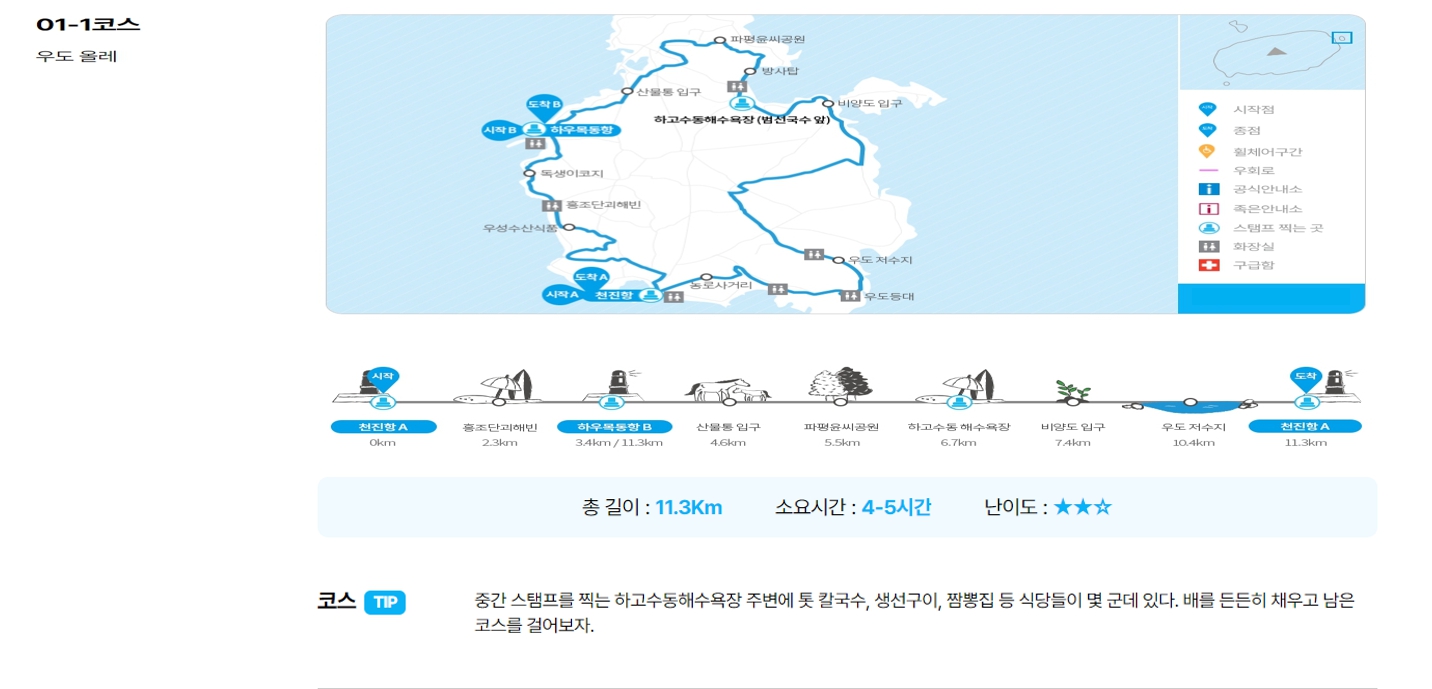 01-1코스
우도 올레
파평윤씨공원
방사탑
산물통 입구
비양도 입구
도착 B
하고수동해수욕장 (범선국수 앞)
시작 B
하우목동항
독생이코지
홍조단괴해빈
우성수산식품
우도 저수지
도착 A
동로사거리
시작 A
천진항
우도등대
시작
시작점
도착
종점
휠체어구간
우회로
공식안내소
족은안내소
스탬프 찍는 곳
화장실
구급함
시작
도착
천진항 A
홍조단괴해빈
하우목동항 B
산물통 입구
파평윤씨공원
하고수동 해수욕장
비양도 입구
우도 저수지
천진항 A
0km
2.3km
3.4km / 11.3km
4.6km
5.5km
6.7km
7.4km
10.4km
11.3km
총 길이 : 11.3Km
소요시간 : 4-5시간
난이도 : ★★☆
코스 TIP
중간 스탬프를 찍는 하고수동해수욕장 주변에 톳 칼국수, 생선구이, 짬뽕집 등 식당들이 몇 군데 있다. 배를 든든히 채우고 남은
코스를 걸어보자.